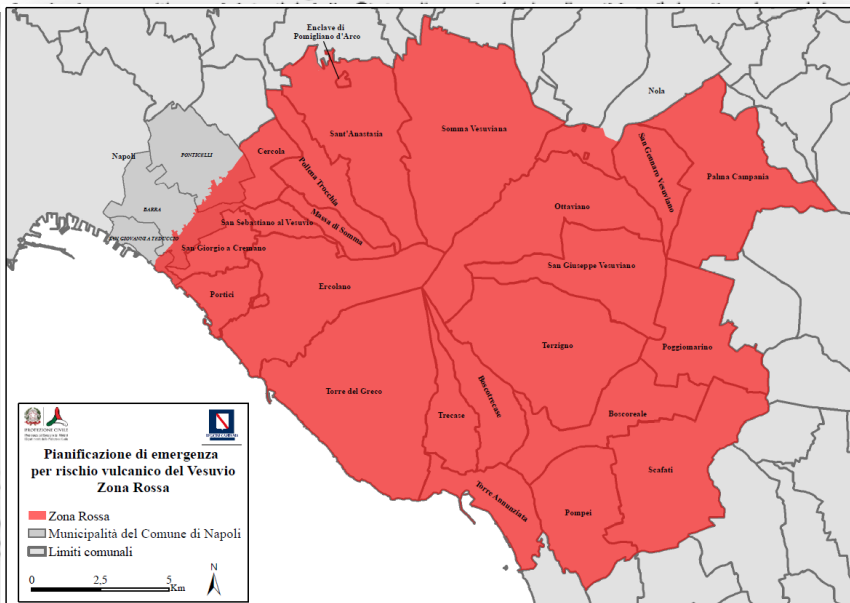 Enclave di
Pomigliano d'Arco
Nola
Sant'Anastasia
Somma Vesuviana
Napoli
PONTICELLI
Cercola
San Gennaro Vesuviano
Palma Campania
Pollena Trocchia
Ottaviano
BARRA
Massa di Somma
San Sebastiano al Vesuvio
SAN GIOVANNI A TEDUCCIO
San Giorgio a Cremano
San Giuseppe Vesuviano
Ercolano
Portici
Terzigno
Poggiomarino
Torre del Greco
Boscotrecase
Trecase
Boscoreale
Scafati
Torre Annunziata
Pompei
PROTEZIONE CIVILE
Pianificazione di emergenza
per rischio vulcanico del Vesuvio
Zona Rossa
Zona Rossa
Municipalità del Comune di Napoli
Limiti comunali
0 2,5 5
Km
N